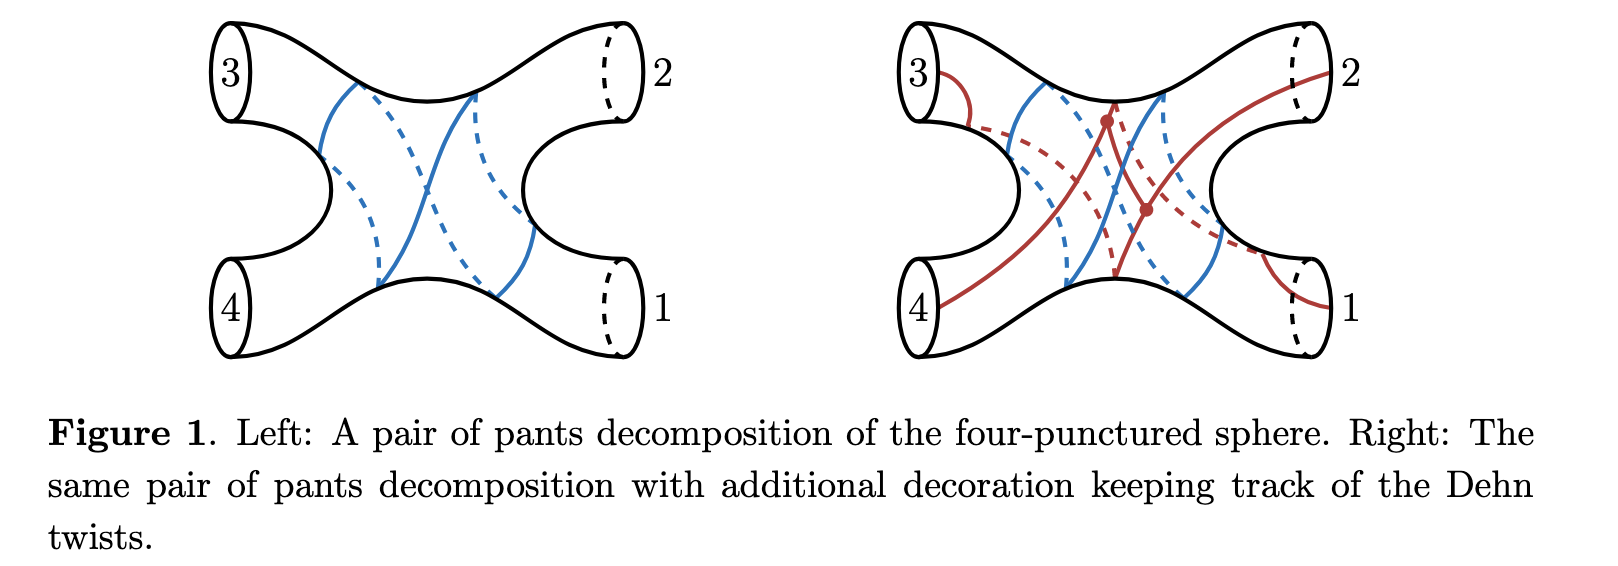 3 2 3 2
4 1 4 1
Figure 1. Left: A pair of pants decomposition of the four-punctured sphere. Right: The
same pair of pants decomposition with additional decoration keeping track of the Dehn
twists.